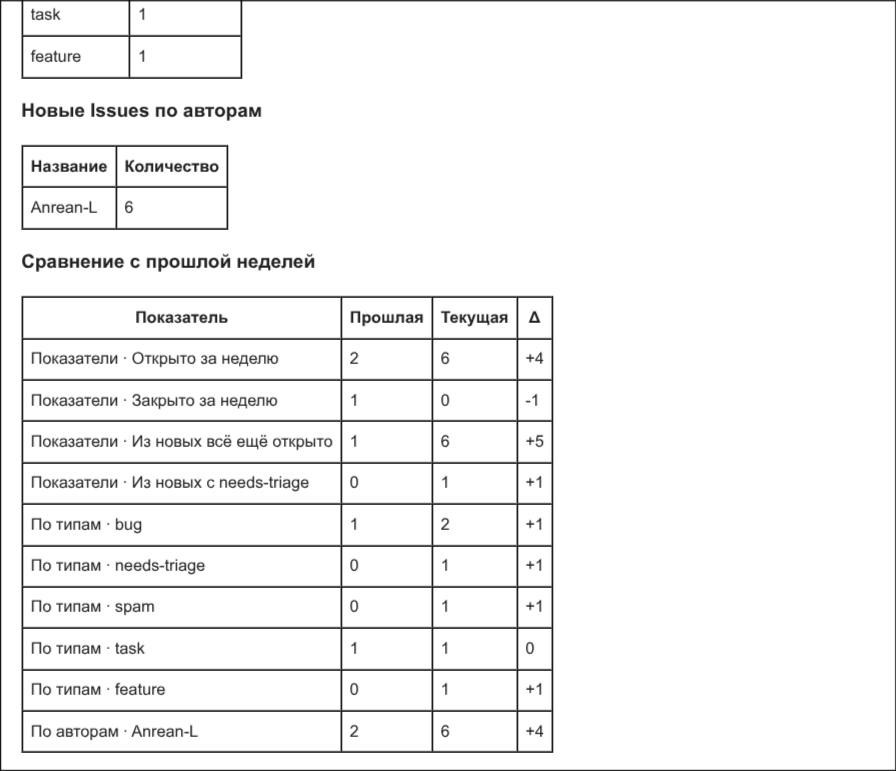 task 1
feature 1
Новые Issues по авторам
Название Количество
Anrean-L 6
Сравнение с прошлой неделей
Показатель Прошлая Текущая Δ
Показатели · Открыто за неделю 2 6 +4
Показатели · Закрыто за неделю 1 0 -1
Показатели · Из новых всё ещё открыто 1 6 +5
Показатели · Из новых с needs-triage 0 1 +1
По типам · bug 1 2 +1
По типам · needs-triage 0 1 +1
По типам · spam 0 1 +1
По типам · task 1 1 0
По типам · feature 0 1 +1
По авторам · Anrean-L 2 6 +4